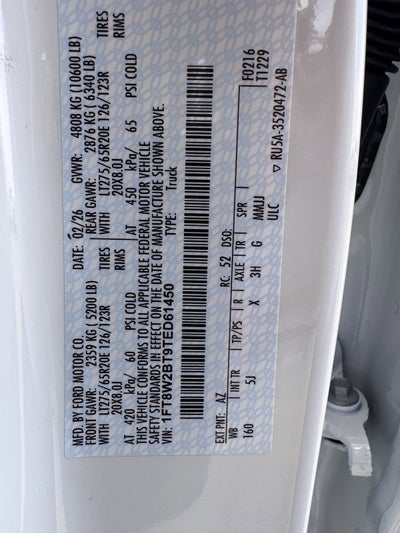 MFD. BY FORD MOTOR CO.
DATE: 02/26 GVWR: 4808 KG (10600 LB)
FRONT GAWR: 2359 KG (5200 LB) REAR GAWR: 2876 KG (6340 LB)
WITH LT275/65R20E 126/123R TIRES WITH LT275/65R20E 126/123R TIRES
20X8.0J RIMS 20X8.0J RIMS
AT 420 kPa/ 60 PSI COLD AT 450 kPa/ 65 PSI COLD
THIS VEHICLE CONFORMS TO ALL APPLICABLE FEDERAL MOTOR VEHICLE
SAFETY STANDARDS IN EFFECT ON THE DATE OF MANUFACTURE SHOWN ABOVE.
VIN: 1FT8W2BT9TED61450
TYPE: Truck
F0216
T1229
EXT PNT: AZ RC: 52 DSO:
WB INT TR TP/PS R AXLE TR SPR
160 5J X 3H G MMJJ
ULC
▽ RU5A-3520472-AB